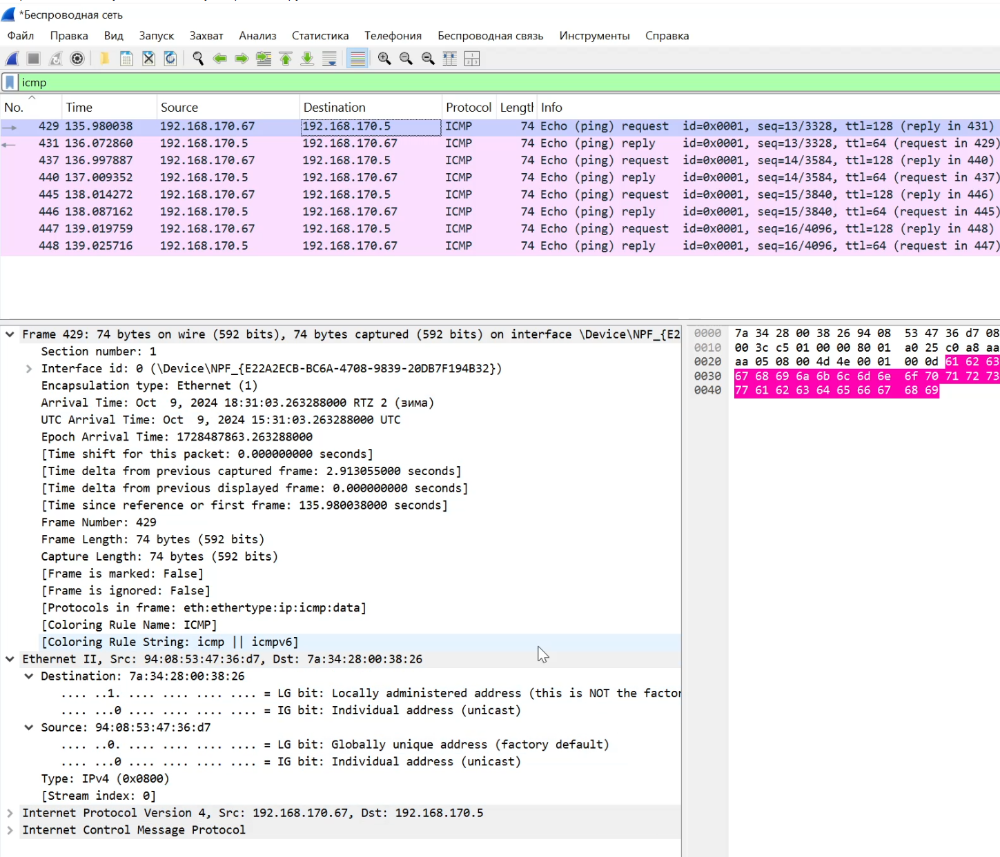 *Беспроводная сеть
Файл Правка Вид Запуск Захват Анализ Статистика Телефония Беспроводная связь Инструменты Справка
icmp
No. Time Source Destination Protocol Lengtl Info
429 135.980038 192.168.170.67 192.168.170.5 ICMP 74 Echo (ping) request id=0x0001, seq=13/3328, ttl=128 (reply in 431)
431 136.072860 192.168.170.5 192.168.170.67 ICMP 74 Echo (ping) reply id=0x0001, seq=13/3328, ttl=64 (request in 429)
437 136.997887 192.168.170.67 192.168.170.5 ICMP 74 Echo (ping) request id=0x0001, seq=14/3584, ttl=128 (reply in 440)
440 137.009352 192.168.170.5 192.168.170.67 ICMP 74 Echo (ping) reply id=0x0001, seq=14/3584, ttl=64 (request in 437)
445 138.014272 192.168.170.67 192.168.170.5 ICMP 74 Echo (ping) request id=0x0001, seq=15/3840, ttl=128 (reply in 446)
446 138.087162 192.168.170.5 192.168.170.67 ICMP 74 Echo (ping) reply id=0x0001, seq=15/3840, ttl=64 (request in 445)
447 139.019759 192.168.170.67 192.168.170.5 ICMP 74 Echo (ping) request id=0x0001, seq=16/4096, ttl=128 (reply in 448)
448 139.025716 192.168.170.5 192.168.170.67 ICMP 74 Echo (ping) reply id=0x0001, seq=16/4096, ttl=64 (request in 447)
Frame 429: 74 bytes on wire (592 bits), 74 bytes captured (592 bits) on interface \Device\NPF_{E2
Section number: 1
Interface id: 0 (\Device\NPF_{E22A2ECB-BC6A-4708-9839-20DB7F194B32})
Encapsulation type: Ethernet (1)
Arrival Time: Oct 9, 2024 18:31:03.263288000 RTZ 2 (зима)
UTC Arrival Time: Oct 9, 2024 15:31:03.263288000 UTC
Epoch Arrival Time: 1728487863.263288000
[Time shift for this packet: 0.000000000 seconds]
[Time delta from previous captured frame: 2.913055000 seconds]
[Time delta from previous displayed frame: 0.000000000 seconds]
[Time since reference or first frame: 135.980038000 seconds]
Frame Number: 429
Frame Length: 74 bytes (592 bits)
Capture Length: 74 bytes (592 bits)
[Frame is marked: False]
[Frame is ignored: False]
[Protocols in frame: eth:ethertype:ip:icmp:data]
[Coloring Rule Name: ICMP]
[Coloring Rule String: icmp || icmpv6]
Ethernet II, Src: 94:08:53:47:36:d7, Dst: 7a:34:28:00:38:26
Destination: 7a:34:28:00:38:26
.... ..1. .... .... .... .... = LG bit: Locally administered address (this is NOT the factor
.... ...0 .... .... .... .... = IG bit: Individual address (unicast)
Source: 94:08:53:47:36:d7
.... ..0. .... .... .... .... = LG bit: Globally unique address (factory default)
.... ...0 .... .... .... .... = IG bit: Individual address (unicast)
Type: IPv4 (0x0800)
[Stream index: 0]
Internet Protocol Version 4, Src: 192.168.170.67, Dst: 192.168.170.5
Internet Control Message Protocol
0000 7a 34 28 00 38 26 94 08 53 47 36 d7 08
0010 00 3c c5 01 00 00 80 01 a0 25 c0 a8 aa
0020 aa 05 08 00 4d 4e 00 01 00 0d 61 62 63
0030 67 68 69 6a 6b 6c 6d 6e 6f 70 71 72 73
0040 77 61 62 63 64 65 66 67 68 69